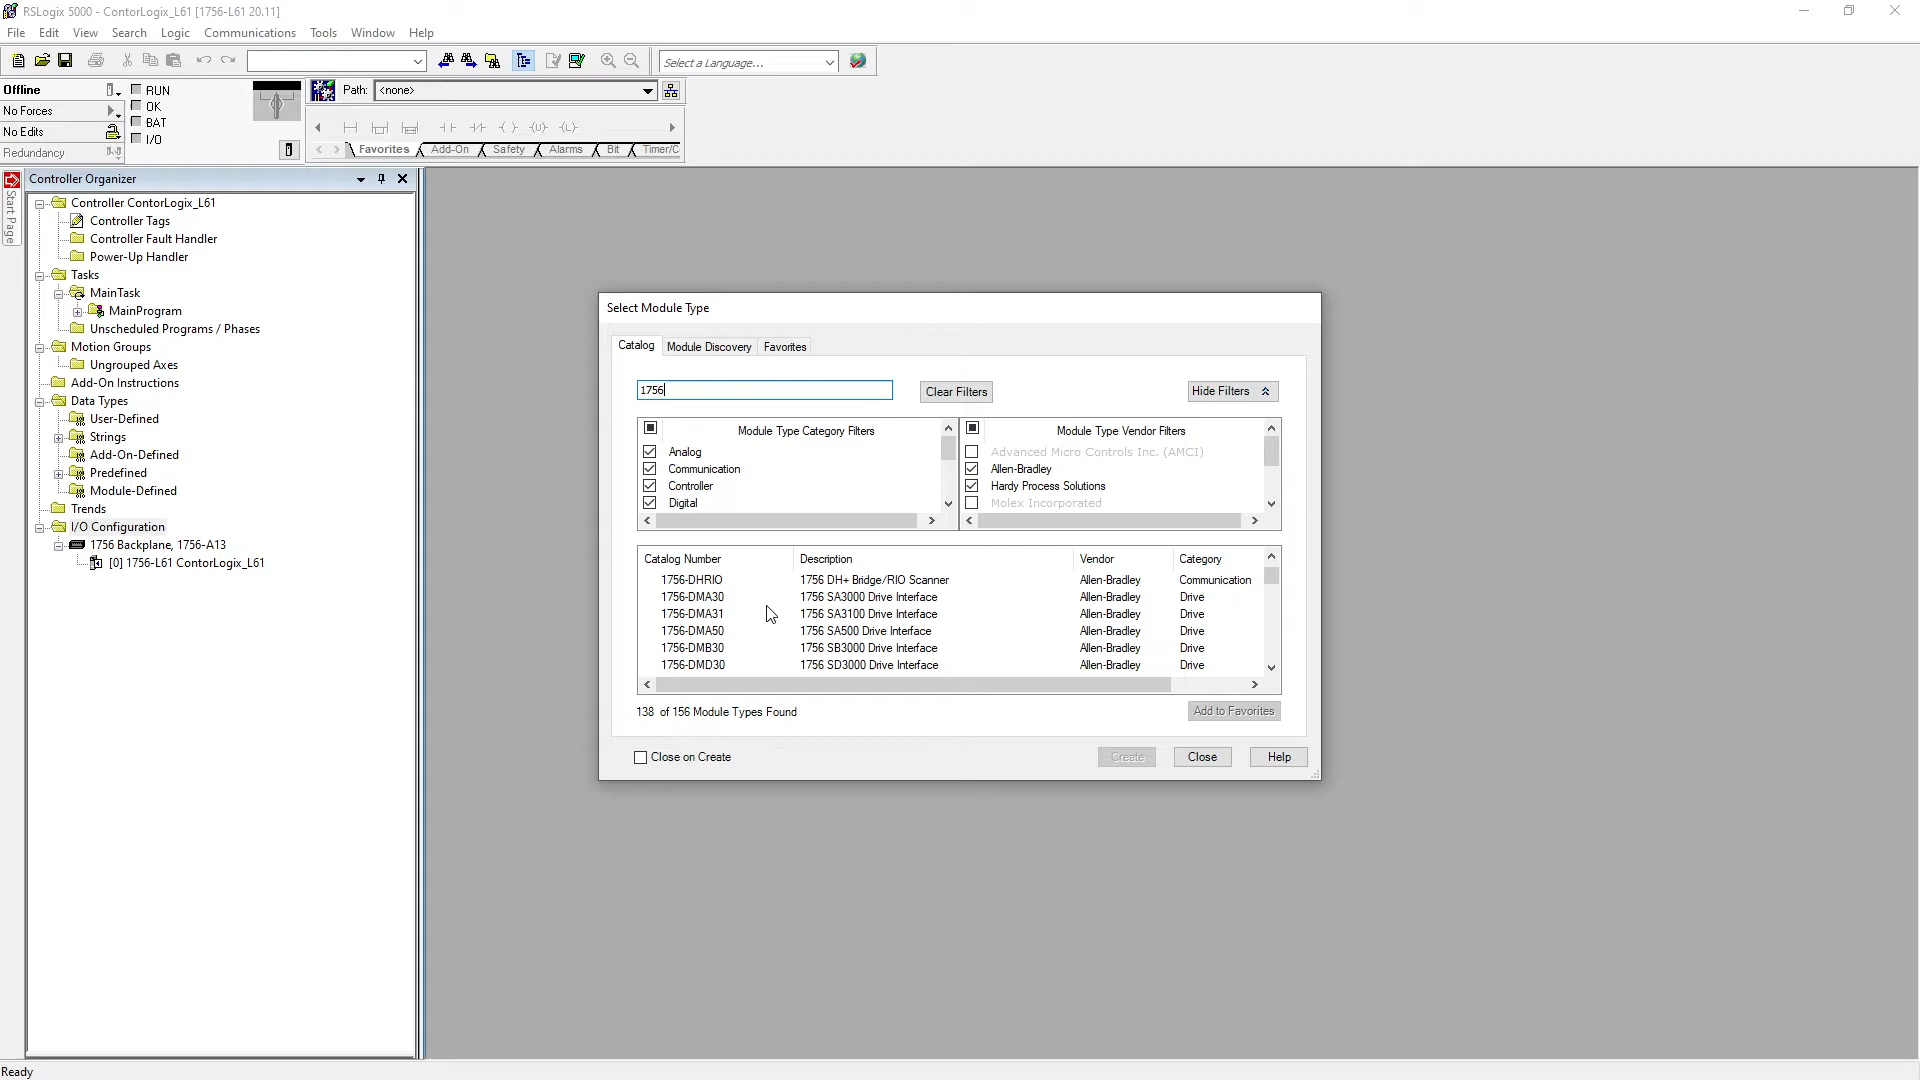 RSLogix 5000 - ContorLogix_L61 [1756-L61 20.11]
File Edit View Search Logic Communications Tools Window Help
Select a Language...
Offline
RUN
No Forces
OK
No Edits
BAT
Redundancy
I/O
Path: <none>
Favorites Add-On Safety Alarms Bit Timer/C
Start Page
Controller Organizer
Controller ContorLogix_L61
Controller Tags
Controller Fault Handler
Power-Up Handler
Tasks
MainTask
MainProgram
Unscheduled Programs / Phases
Motion Groups
Ungrouped Axes
Add-On Instructions
Data Types
User-Defined
Strings
Add-On-Defined
Predefined
Module-Defined
Trends
I/O Configuration
1756 Backplane, 1756-A13
[0] 1756-L61 ContorLogix_L61
Select Module Type
Catalog Module Discovery Favorites
1756 Clear Filters Hide Filters
Module Type Category Filters Module Type Vendor Filters
Analog Advanced Micro Controls Inc. (AMCI)
Communication Allen-Bradley
Controller Hardy Process Solutions
Digital Molex Incorporated
Catalog Number Description Vendor Category
1756-DHRIO 1756 DH+ Bridge/RIO Scanner Allen-Bradley Communication
1756-DMA30 1756 SA3000 Drive Interface Allen-Bradley Drive
1756-DMA31 1756 SA3100 Drive Interface Allen-Bradley Drive
1756-DMA50 1756 SA500 Drive Interface Allen-Bradley Drive
1756-DMB30 1756 SB3000 Drive Interface Allen-Bradley Drive
1756-DMD30 1756 SD3000 Drive Interface Allen-Bradley Drive
138 of 156 Module Types Found Add to Favorites
Close on Create Create Close Help
Ready